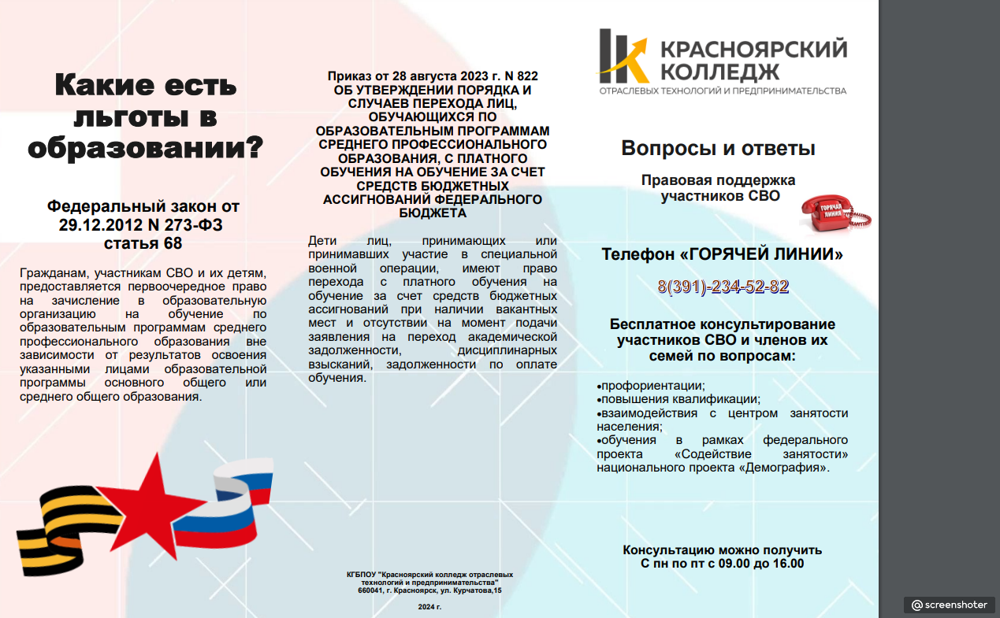 Какие есть
льготы в
образовании?
Федеральный закон от
29.12.2012 N 273-ФЗ
статья 68
Гражданам, участникам СВО и их детям,
предоставляется первоочередное право
на зачисление в образовательную
организацию на обучение по
образовательным программам среднего
профессионального образования вне
зависимости от результатов освоения
указанными лицами образовательной
программы основного общего или
среднего общего образования.
Приказ от 28 августа 2023 г. N 822
ОБ УТВЕРЖДЕНИИ ПОРЯДКА И
СЛУЧАЕВ ПЕРЕХОДА ЛИЦ,
ОБУЧАЮЩИХСЯ ПО
ОБРАЗОВАТЕЛЬНЫМ ПРОГРАММАМ
СРЕДНЕГО ПРОФЕССИОНАЛЬНОГО
ОБРАЗОВАНИЯ, С ПЛАТНОГО
ОБУЧЕНИЯ НА ОБУЧЕНИЕ ЗА СЧЕТ
СРЕДСТВ БЮДЖЕТНЫХ
АССИГНОВАНИЙ ФЕДЕРАЛЬНОГО
БЮДЖЕТА
Дети лиц, принимающих или
принимавших участие в специальной
военной операции, имеют право
перехода с платного обучения на
обучение за счет средств бюджетных
ассигнований при наличии вакантных
мест и отсутствии на момент подачи
заявления на переход академической
задолженности, дисциплинарных
взысканий, задолженности по оплате
обучения.
КГБПОУ "Красноярский колледж отраслевых
технологий и предпринимательства"
660041, г. Красноярск, ул. Курчатова,15
2024 г.
КРАСНОЯРСКИЙ
КОЛЛЕДЖ
ОТРАСЛЕВЫХ ТЕХНОЛОГИЙ И ПРЕДПРИНИМАТЕЛЬСТВА
Вопросы и ответы
Правовая поддержка
участников СВО
ГОРЯЧАЯ
ЛИНИЯ
Телефон «ГОРЯЧЕЙ ЛИНИИ»
8(391)-234-52-82
Бесплатное консультирование
участников СВО и членов их
семей по вопросам:
•профориентации;
•повышения квалификации;
•взаимодействия с центром занятости
населения;
•обучения в рамках федерального
проекта «Содействие занятости»
национального проекта «Демография».
Консультацию можно получить
С пн по пт с 09.00 до 16.00
screenshoter